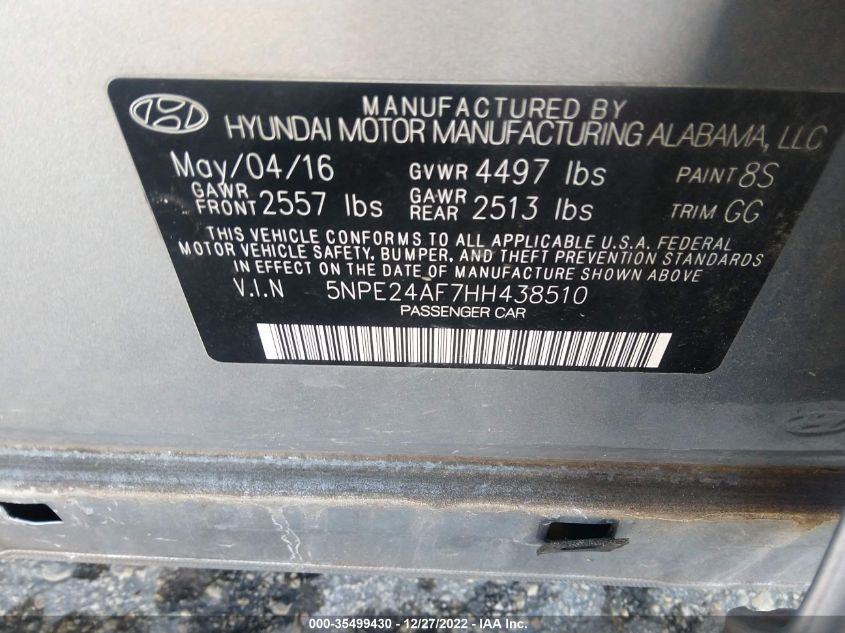 MANUFACTURED BY
HYUNDAI MOTOR MANUFACTURING ALABAMA, LLC
May/04/16 GVWR 4497 lbs PAINT 8S
GAWR FRONT 2557 lbs GAWR REAR 2513 lbs TRIM GG
THIS VEHICLE CONFORMS TO ALL APPLICABLE U.S.A. FEDERAL
MOTOR VEHICLE SAFETY, BUMPER, AND THEFT PREVENTION STANDARDS
IN EFFECT ON THE DATE OF MANUFACTURE SHOWN ABOVE
V.I.N 5NPE24AF7HH438510
PASSENGER CAR
000-35499430 - 12/27/2022 - IAA Inc.